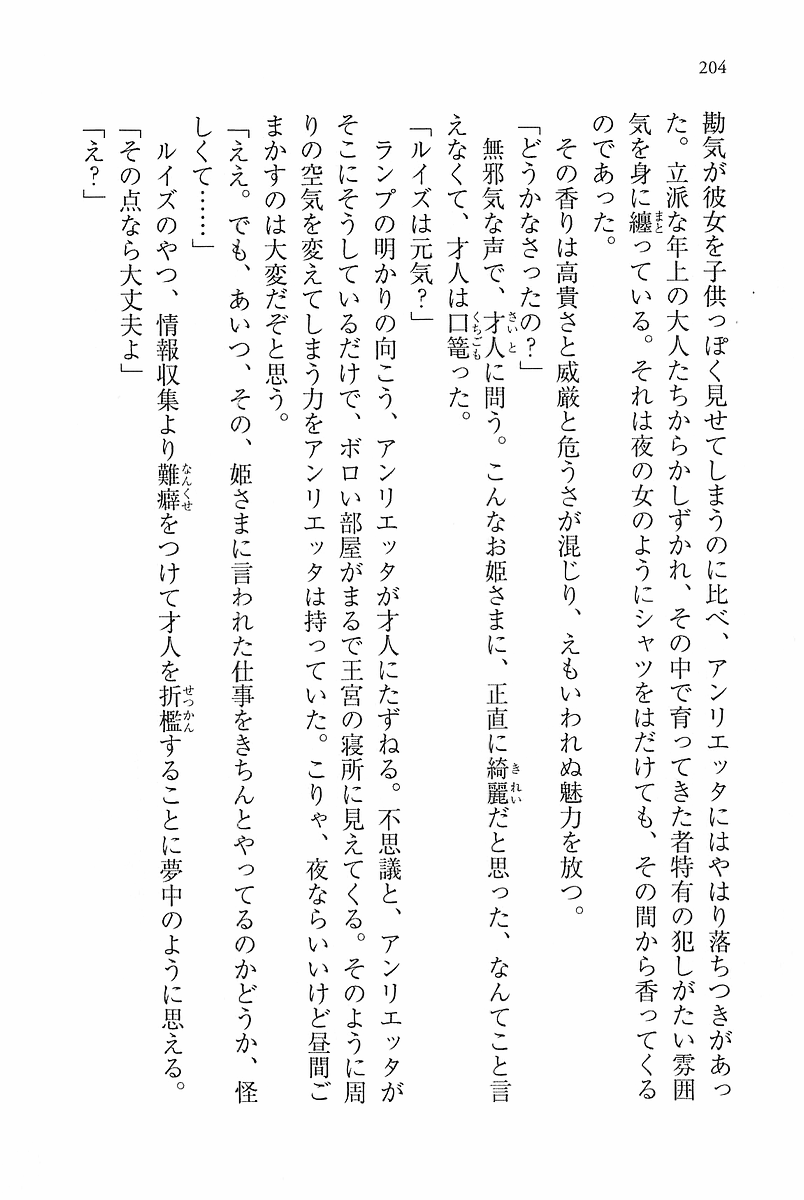 204
勘気が彼女を子供っぽく見せてしまうのに比べ、アンリエッタにはやはり落ちつきがあっ
た。立派な年上の大人たちからかしずかれ、その中で育ってきた者特有の犯しがたい雰囲
気を身に纏っている。それは夜の女のようにシャツをはだけても、その間から香ってくる
のであった。
その香りは高貴さと威厳と危うさが混じり、えもいわれぬ魅力を放つ。
「どうかなさったの？」
無邪気な声で、才人に問う。こんなお姫さまに、正直に綺麗だと思った、なんてこと言
えなくて、才人は口篭った。
「ルイズは元気？」
ランプの明かりの向こう、アンリエッタが才人にたずねる。不思議と、アンリエッタが
そこにそうしているだけで、ボロい部屋がまるで王宮の寝所に見えてくる。そのように周
りの空気を変えてしまう力をアンリエッタは持っていた。こりゃ、夜ならいいけど昼間ご
まかすのは大変だぞと思う。
「ええ。でも、あいつ、その、姫さまに言われた仕事をきちんとやってるのかどうか、怪
しくて……」
ルイズのやつ、情報収集より難癖をつけて才人を折檻することに夢中のように思える。
「その点なら大丈夫よ」
「え？」